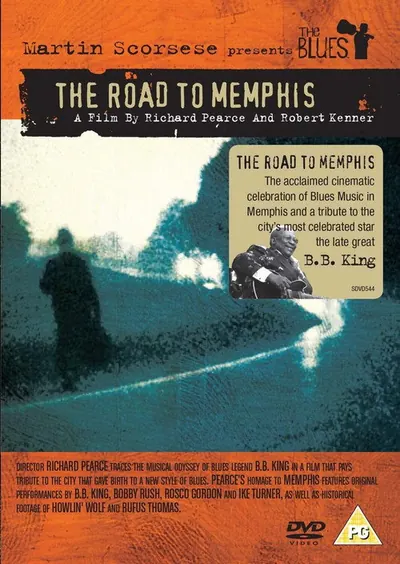 Martin Scorsese presents THE BLUES
THE ROAD TO MEMPHIS
A Film By Richard Pearce And Robert Kenner
THE ROAD TO MEMPHIS
The acclaimed cinematic
celebration of Blues Music in
Memphis and a tribute to the
city's most celebrated star
the late great
B.B. King
SDVD544
DIRECTOR RICHARD PEARCE TRACES THE MUSICAL ODYSSEY OF BLUES LEGEND B.B. KING IN A FILM THAT PAYS
TRIBUTE TO THE CITY THAT GAVE BIRTH TO A NEW STYLE OF BLUES. PEARCE'S HOMAGE TO MEMPHIS FEATURES ORIGINAL
PERFORMANCES BY B.B. KING, BOBBY RUSH, ROSCO GORDON AND IKE TURNER, AS WELL AS HISTORICAL
FOOTAGE OF HOWLIN' WOLF AND RUFUS THOMAS.
DVD
VIDEO
PG